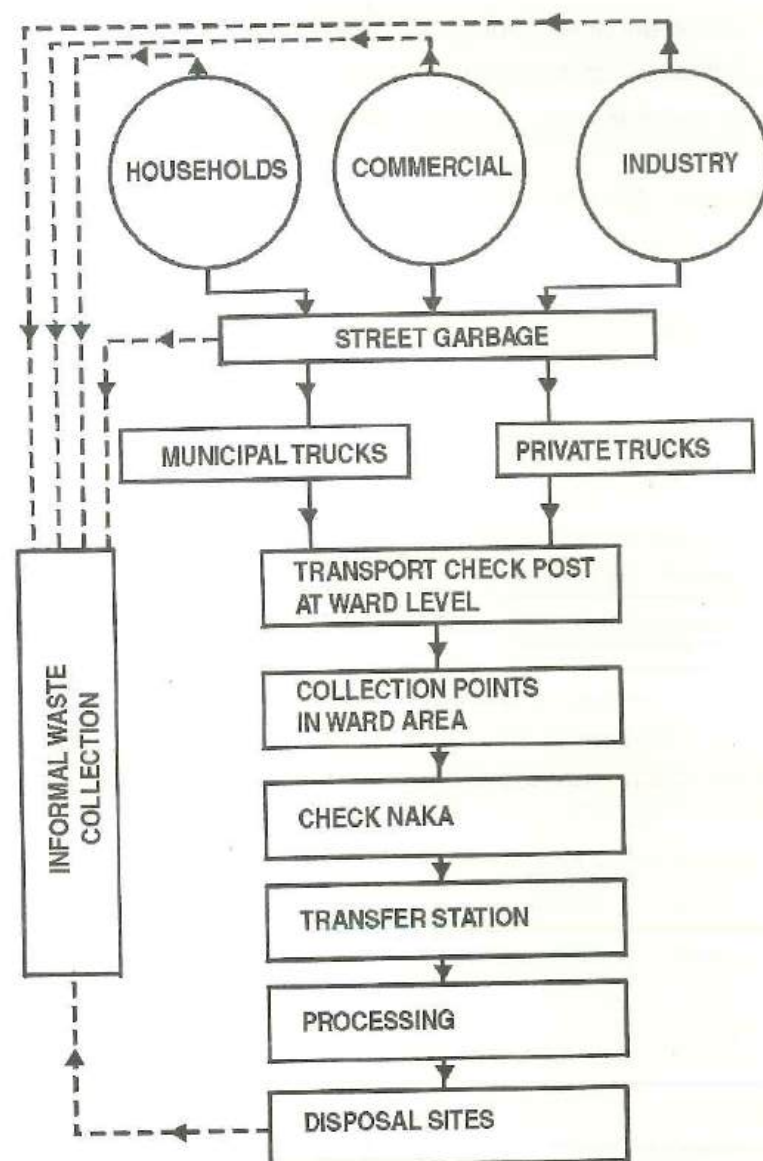 HOUSEHOLDS
COMMERCIAL
INDUSTRY
STREET GARBAGE
MUNICIPAL TRUCKS
PRIVATE TRUCKS
TRANSPORT CHECK POST
AT WARD LEVEL
COLLECTION POINTS
IN WARD AREA
CHECK NAKA
TRANSFER STATION
PROCESSING
DISPOSAL SITES
INFORMAL WASTE
COLLECTION